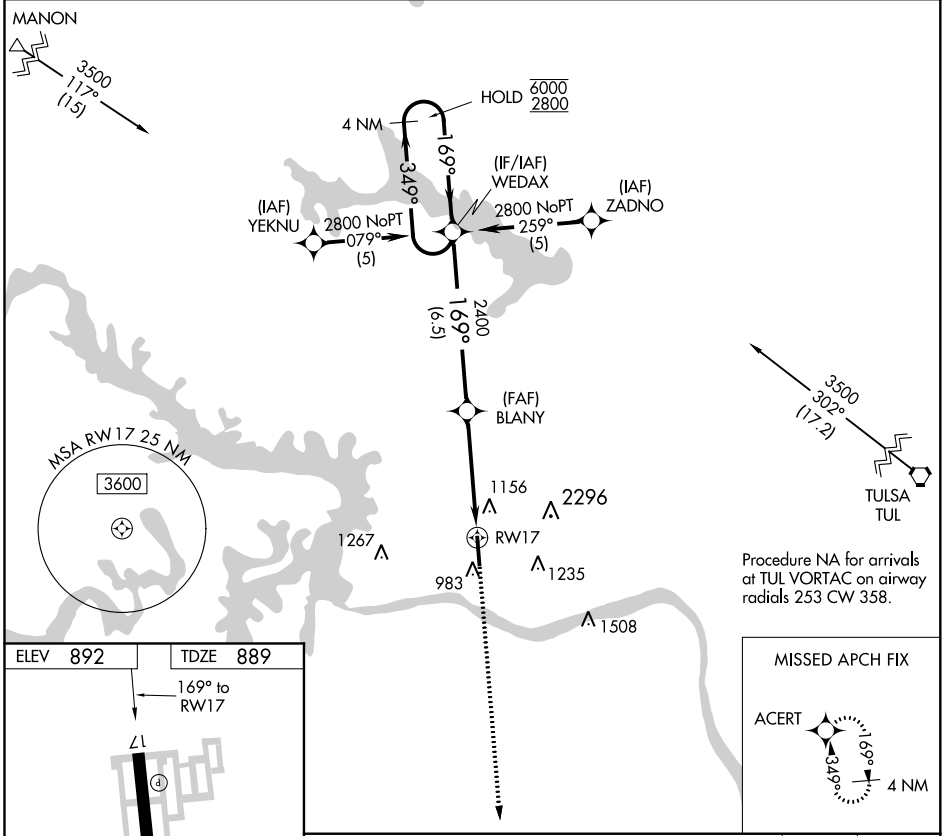 MANON
3500
117°
(15)
HOLD 6000
2800
4 NM
169°
349°
(IF/IAF)
WEDAX
(IAF)
ZADNO
2800 NoPT
259°
(5)
(IAF)
YEKNU
2800 NoPT
079°
(5)
2400
169°
(6.5)
(FAF)
BLANY
3500
302°
(17.2)
TULSA
TUL
MSA RW17 25 NM
3600
1156
2296
RW17
1267
983
1235
1508
Procedure NA for arrivals
at TUL VORTAC on airway
radials 253 CW 358.
ELEV 892
TDZE 889
169° to
RW17
17
P
MISSED APCH FIX
ACERT
169°
349°
4 NM